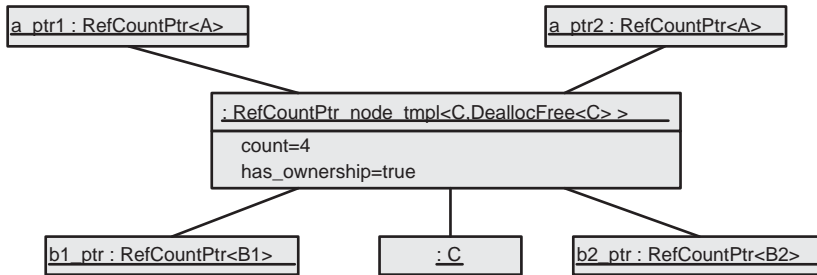 a_ptr1 : RefCountPtr<A>
a_ptr2 : RefCountPtr<A>
: RefCountPtr_node_tmpl<C,DeallocFree<C> >
count=4
has_ownership=true
b1_ptr : RefCountPtr<B1>
: C
b2_ptr : RefCountPtr<B2>